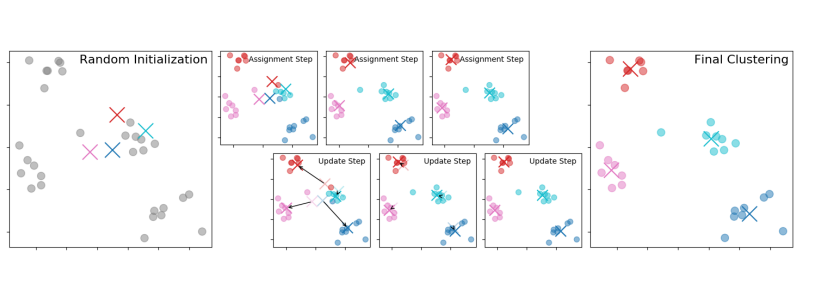 Random Initialization
Assignment Step
Assignment Step
Assignment Step
Final Clustering
Update Step
Update Step
Update Step